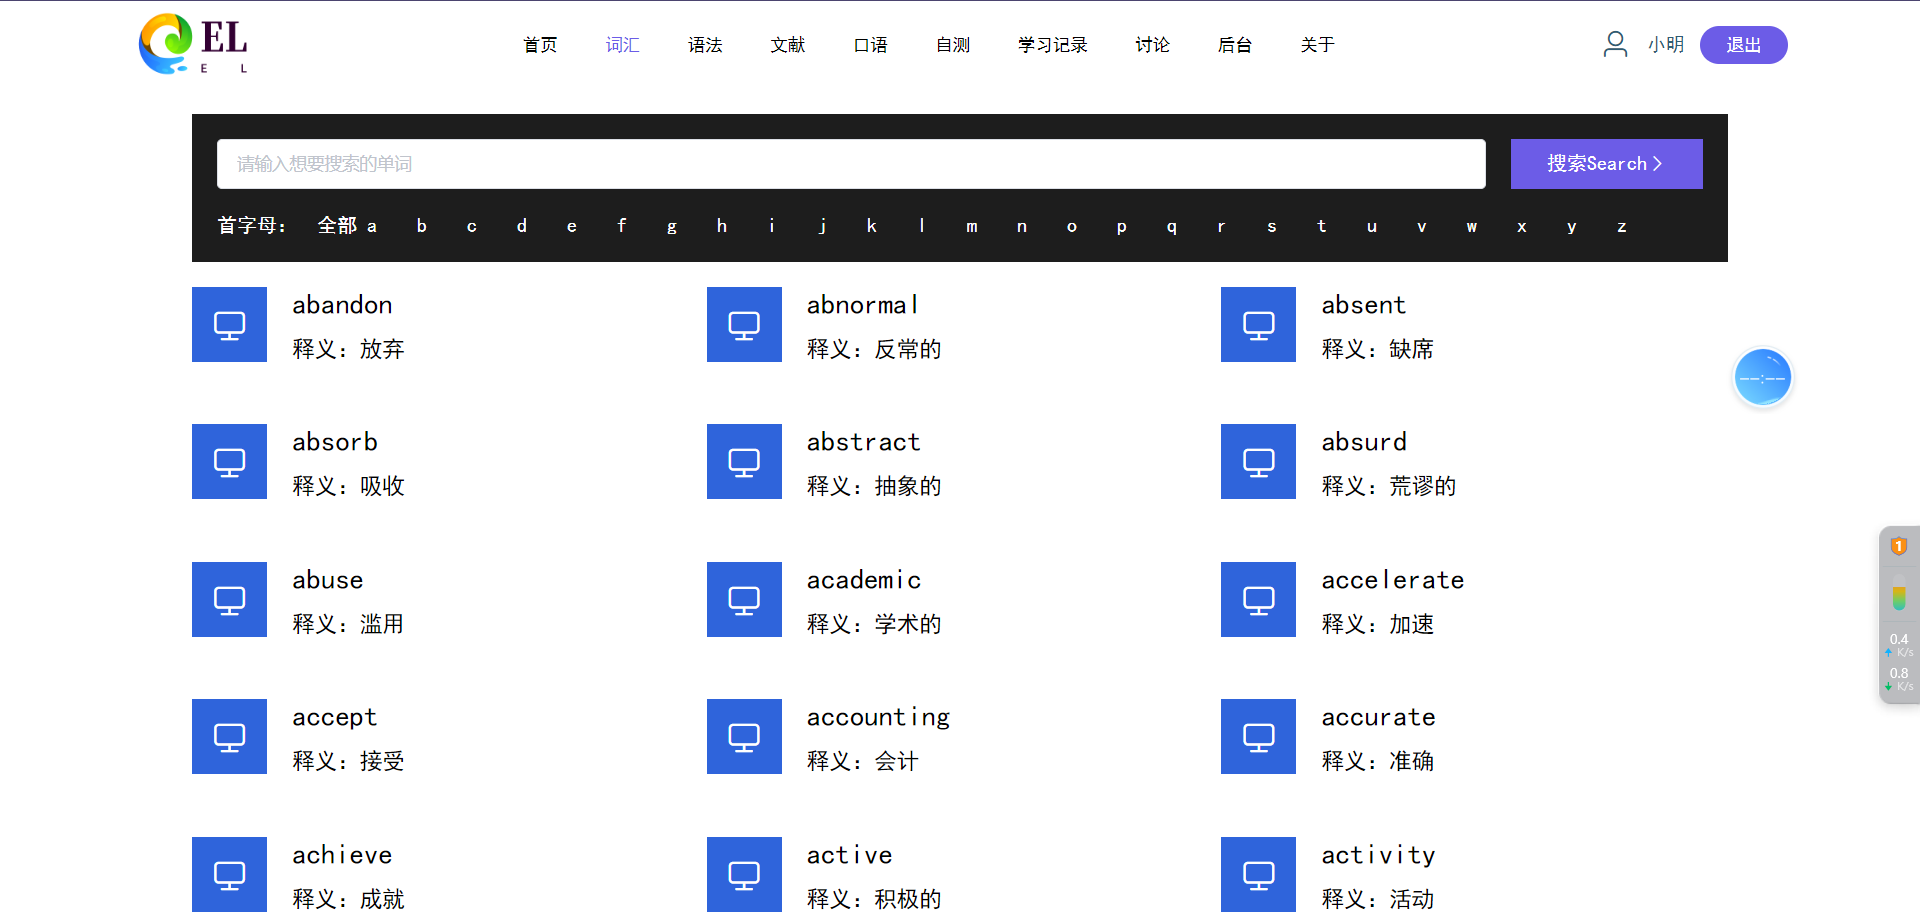 EL
E L
首页 词汇 语法 文献 口语 自测 学习记录 讨论 后台 关于
小明 退出
请输入想要搜索的单词 搜索Search
首字母： 全部 a b c d e f g h i j k l m n o p q r s t u v w x y z
abandon abnormal absent
释义：放弃 释义：反常的 释义：缺席
--:--
absorb abstract absurd
释义：吸收 释义：抽象的 释义：荒谬的
1
abuse academic accelerate
释义：滥用 释义：学术的 释义：加速
0.4
K/s
0.8
K/s
accept accounting accurate
释义：接受 释义：会计 释义：准确
achieve active activity
释义：成就 释义：积极的 释义：活动